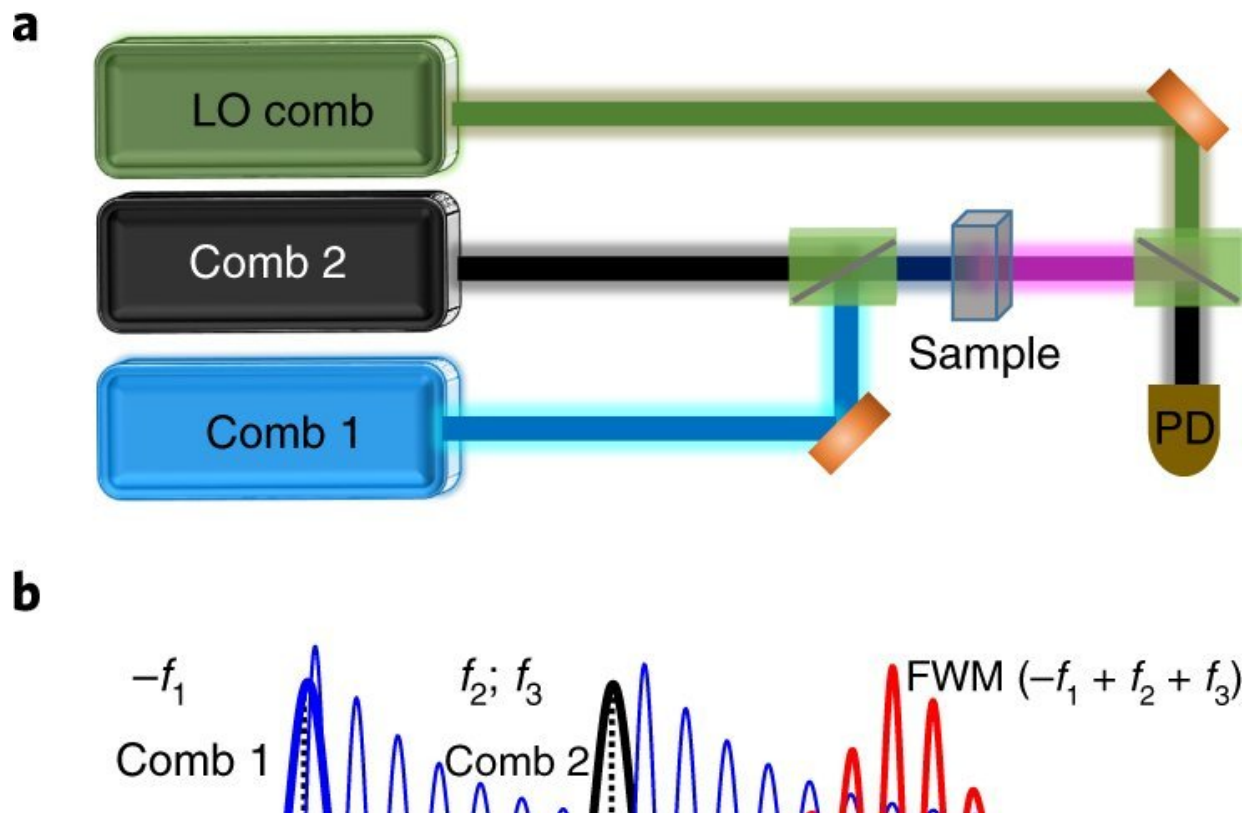 a
LO comb
Comb 2
Sample
Comb 1
PD
b
−f₁
f₂; f₃
FWM (−f₁ + f₂ + f₃)
Comb 1
Comb 2